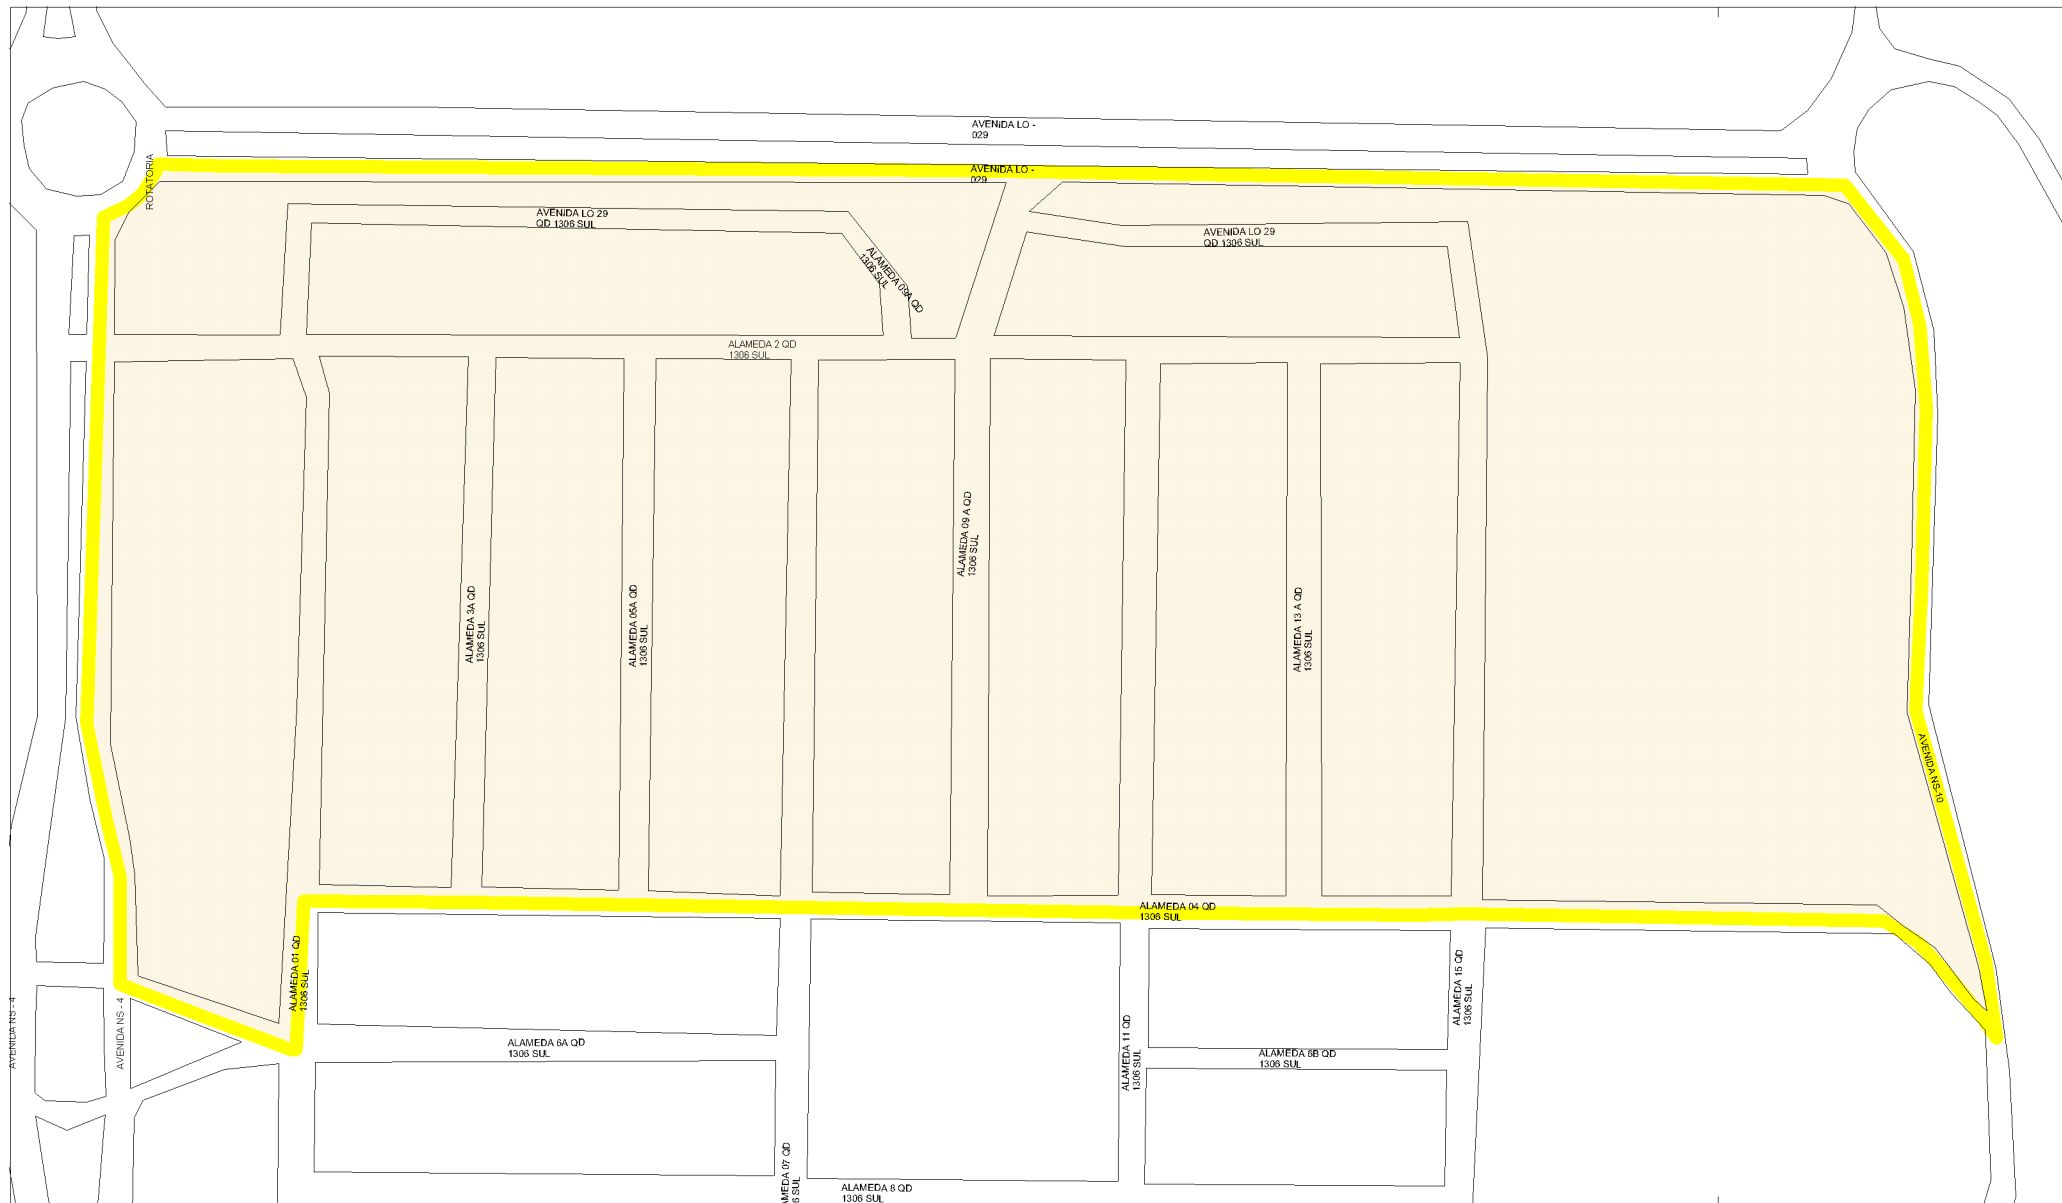 AVENIDA LO -
029
AVENIDA LO -
029
ROTATORIA
AVENIDA LO 29
QD 1306 SUL
AVENIDA LO 29
QD 1306 SUL
ALAMEDA 09A QD
1306 SUL
ALAMEDA 2 QD
1306 SUL
ALAMEDA 3A QD
1306 SUL
ALAMEDA 05A QD
1306 SUL
ALAMEDA 09 A QD
1306 SUL
ALAMEDA 13 A QD
1306 SUL
AVENIDA NS-10
ALAMEDA 04 QD
1306 SUL
ALAMEDA 01 QD
1306 SUL
ALAMEDA 15 QD
1306 SUL
AVENIDA NS - 4
AVENIDA NS - 4
ALAMEDA 6A QD
1306 SUL
ALAMEDA 11 QD
1306 SUL
ALAMEDA 6B QD
1306 SUL
MEDA 07 QD
6 SUL
ALAMEDA 8 QD
1306 SUL